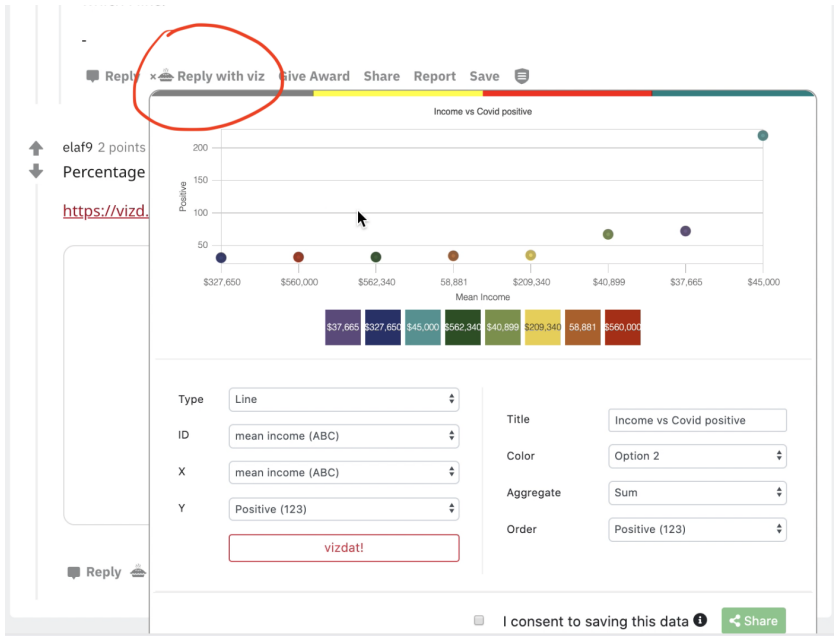 -
Reply × Reply with viz Give Award Share Report Save
Income vs Covid positive
elaf9 2 points
Percentage
https://vizd.
200
150
100
50
Positive
$327,650 $560,000 $562,340 58,881 $209,340 $40,899 $37,665 $45,000
Mean Income
$37,665 $327,650 $45,000 $562,340 $40,899 $209,340 58,881 $560,000
Type Line
ID mean income (ABC)
X mean income (ABC)
Y Positive (123)
vizdat!
Title Income vs Covid positive
Color Option 2
Aggregate Sum
Order Positive (123)
Reply
I consent to saving this data i Share